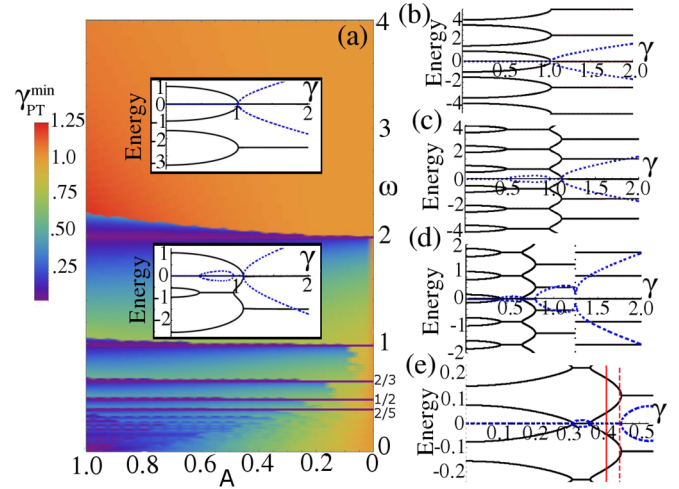 (a)
γ_PT^min
1.25
1.0
.75
.50
.25
4
3
ω
2
1
2/3
1/2
2/5
0
1.0 0.8 0.6 0.4 0.2 0
A
Energy
1
0
-1
-2
-3
1 2
γ
Energy
1
0
-1
-2
1 2
γ
(b)
Energy
4
2
0
-2
-4
0.5 1.0 1.5 2.0
γ
(c)
Energy
4
2
0
-2
-4
0.5 1.0 1.5 2.0
γ
(d)
Energy
2
1
0
-1
-2
0.5 1.0 1.5 2.0
γ
(e)
Energy
0.2
0.1
0.0
-0.1
-0.2
0.1 0.2 0.3 0.4 0.5
γ